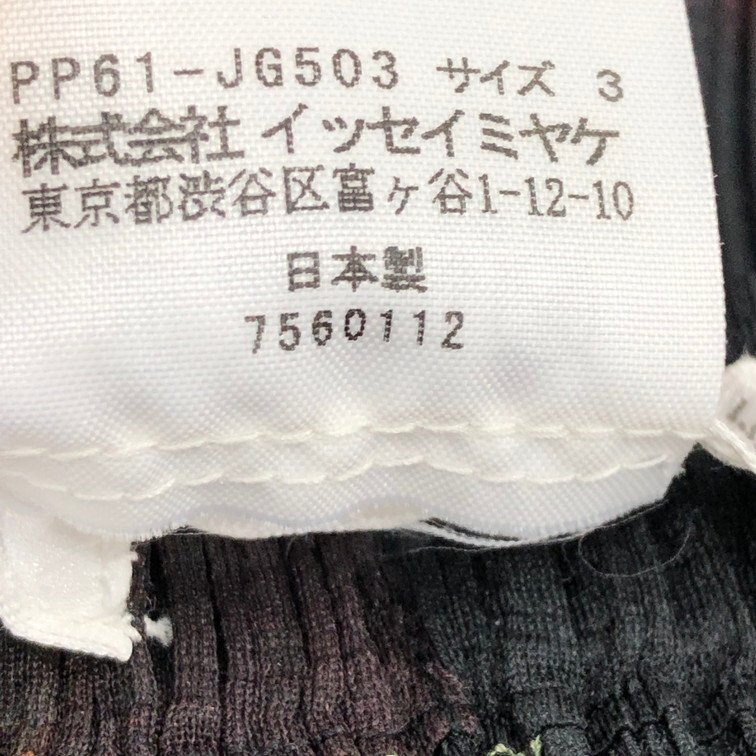 PP61-JG503 サイズ 3
株式会社 イッセイミヤケ
東京都渋谷区富ヶ谷1-12-10
日本製
7560112